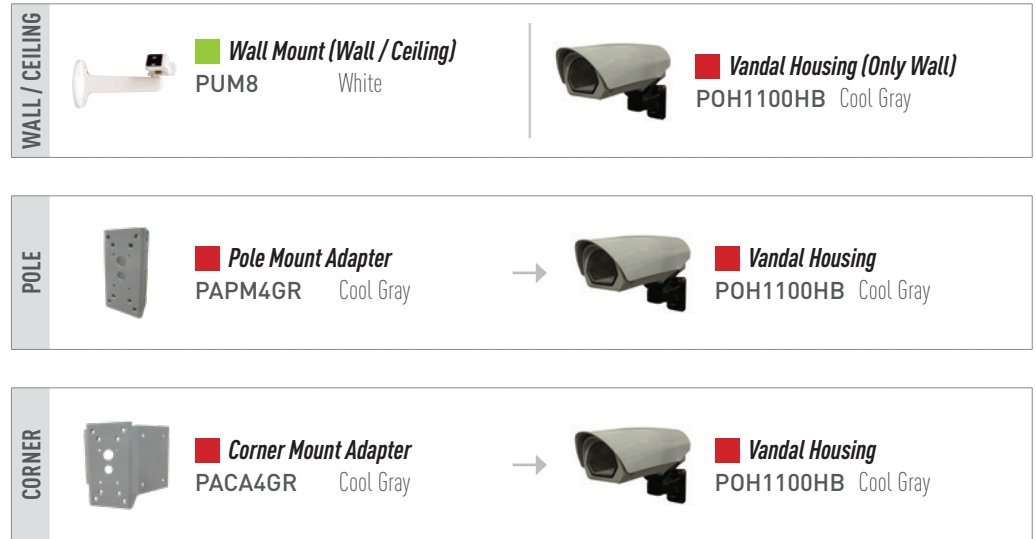 WALL / CEILING
Wall Mount (Wall / Ceiling)
PUM8 White
Vandal Housing (Only Wall)
POH1100HB Cool Gray
POLE
Pole Mount Adapter
PAPM4GR Cool Gray
Vandal Housing
POH1100HB Cool Gray
CORNER
Corner Mount Adapter
PACA4GR Cool Gray
Vandal Housing
POH1100HB Cool Gray